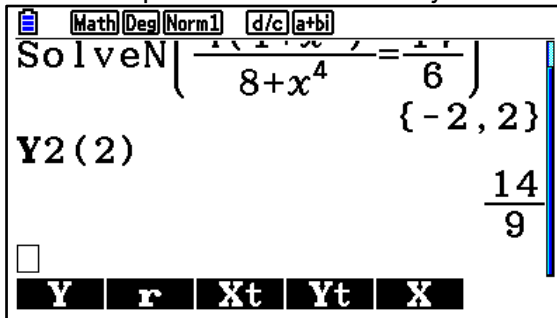 Math Deg Norm1 d/c a+bi
SolveN( 8+x⁴ = 6 )
{-2,2}
Y2(2)
14
9
Y r Xt Yt X